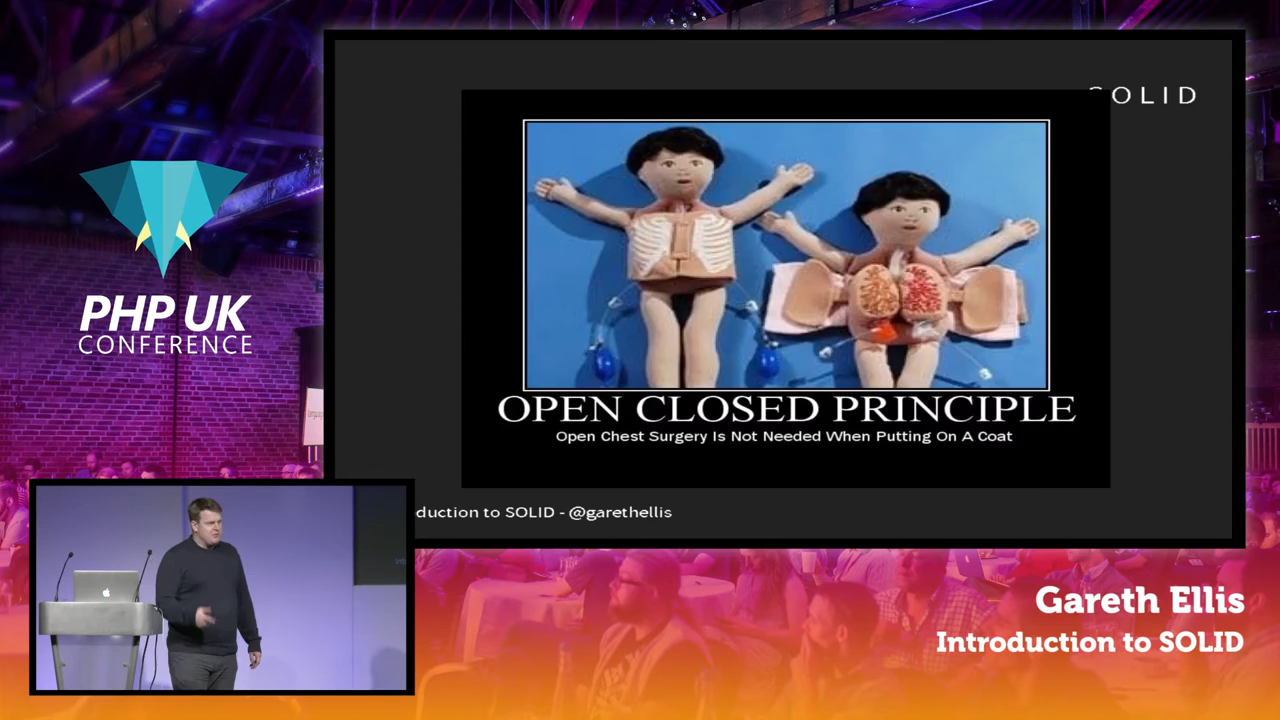 SOLID
OPEN CLOSED PRINCIPLE
Open Chest Surgery Is Not Needed When Putting On A Coat
duction to SOLID - @garethellis
PHP UK
CONFERENCE
Gareth Ellis
Introduction to SOLID